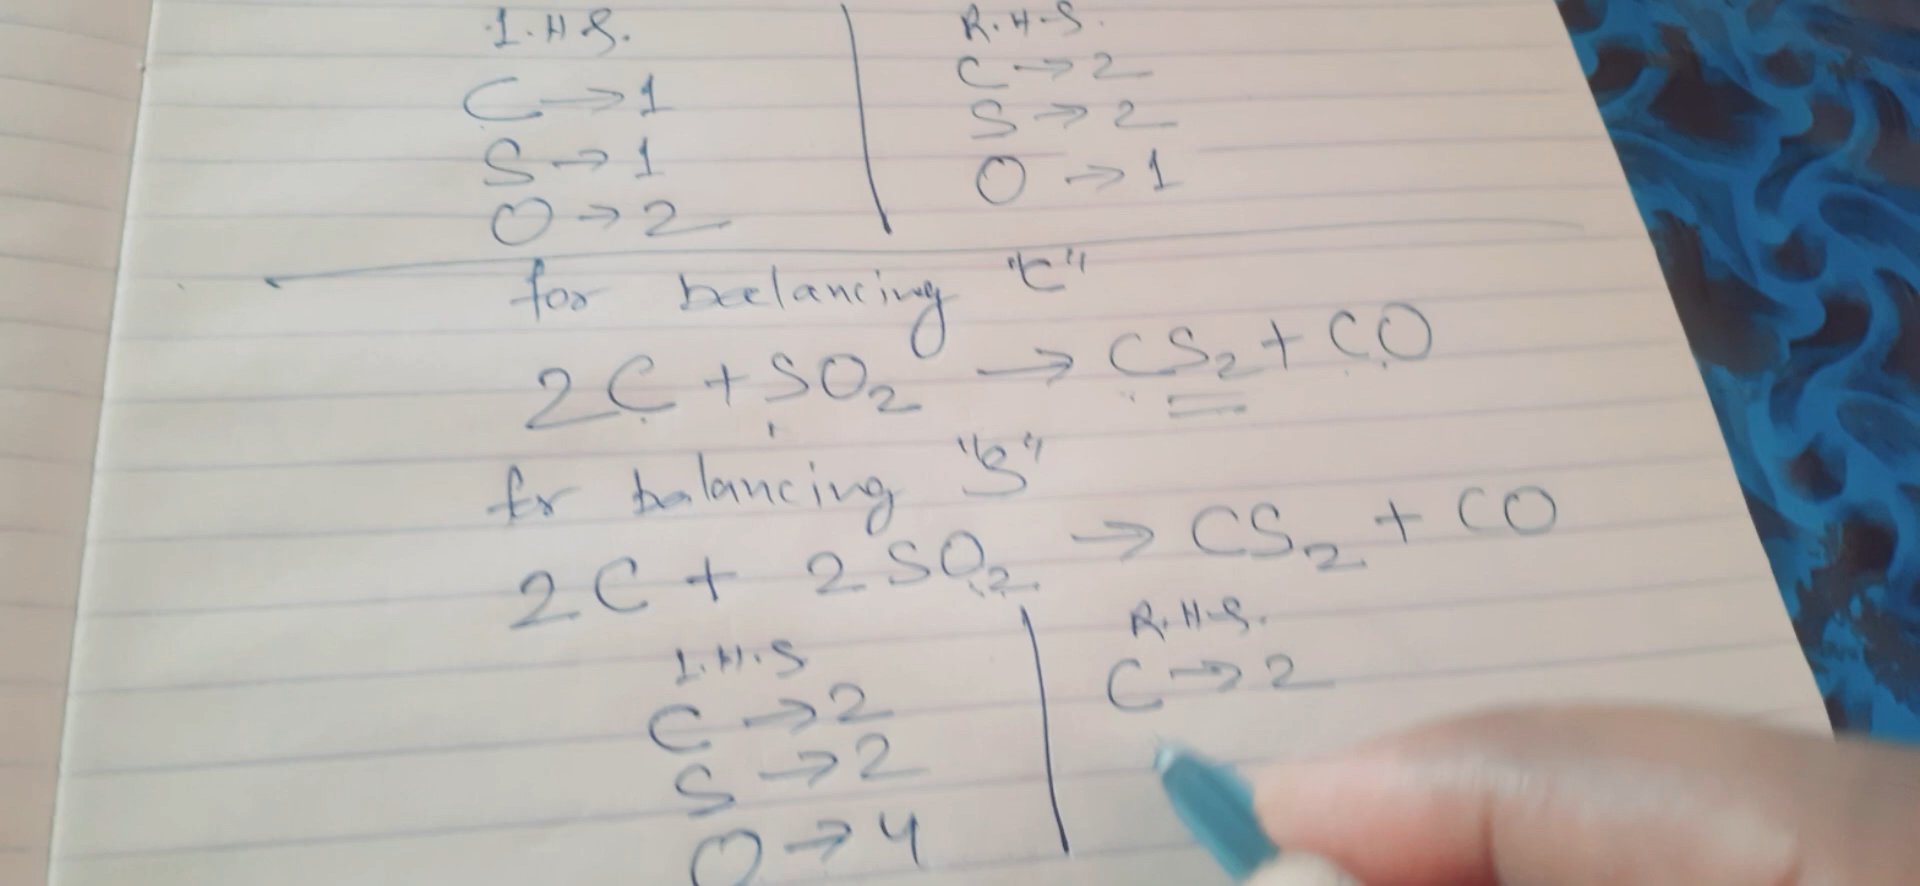 L.H.S. R.H.S.
C → 1 C → 2
S → 1 S → 2
O → 2 O → 1
for balancing "C"
2C + SO₂ → CS₂ + CO
for balancing "S"
2C + 2SO₂ → CS₂ + CO
L.H.S R.H.S.
C → 2 C → 2
S → 2
O → 4